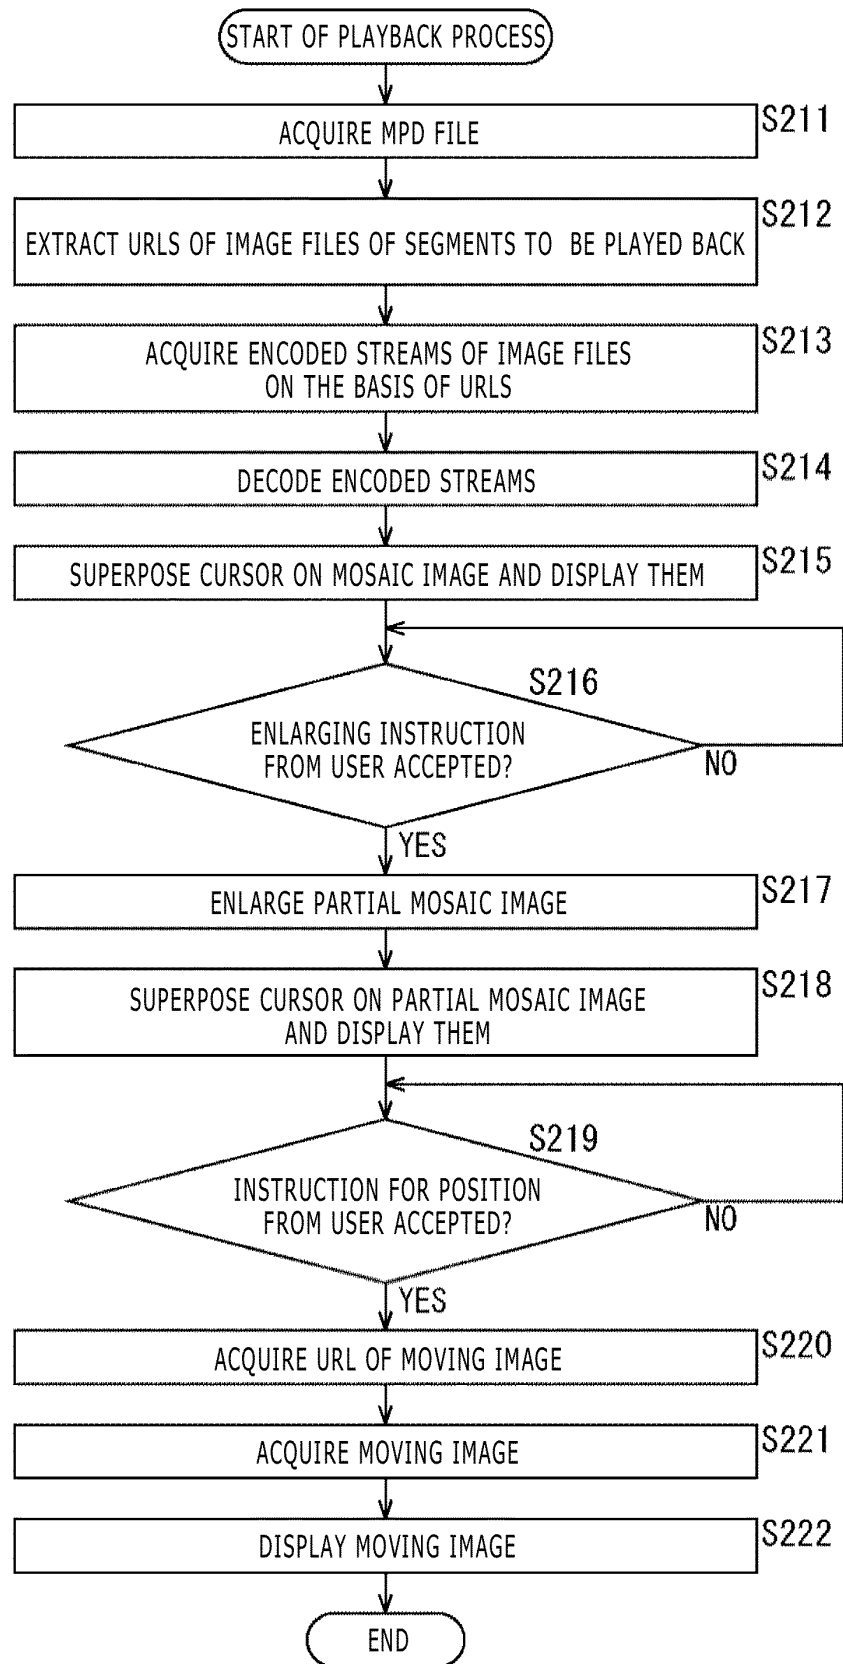 START OF PLAYBACK PROCESS
S211
ACQUIRE MPD FILE
S212
EXTRACT URLS OF IMAGE FILES OF SEGMENTS TO BE PLAYED BACK
S213
ACQUIRE ENCODED STREAMS OF IMAGE FILES
ON THE BASIS OF URLS
S214
DECODE ENCODED STREAMS
S215
SUPERPOSE CURSOR ON MOSAIC IMAGE AND DISPLAY THEM
S216
ENLARGING INSTRUCTION
FROM USER ACCEPTED?
NO
YES
S217
ENLARGE PARTIAL MOSAIC IMAGE
S218
SUPERPOSE CURSOR ON PARTIAL MOSAIC IMAGE
AND DISPLAY THEM
S219
INSTRUCTION FOR POSITION
FROM USER ACCEPTED?
NO
YES
S220
ACQUIRE URL OF MOVING IMAGE
S221
ACQUIRE MOVING IMAGE
S222
DISPLAY MOVING IMAGE
END